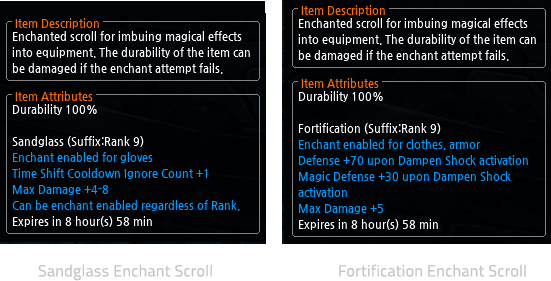 Item Description
Enchanted scroll for imbuing magical effects
into equipment. The durability of the item can
be damaged if the enchant attempt fails.
Item Attributes
Durability 100%
Sandglass (Suffix:Rank 9)
Enchant enabled for gloves
Time Shift Cooldown Ignore Count +1
Max Damage +4-8
Can be enchant enabled regardless of Rank.
Expires in 8 hour(s) 58 min
Sandglass Enchant Scroll
Item Description
Enchanted scroll for imbuing magical effects
into equipment. The durability of the item can
be damaged if the enchant attempt fails.
Item Attributes
Durability 100%
Fortification (Suffix:Rank 9)
Enchant enabled for clothes, armor
Defense +70 upon Dampen Shock activation
Magic Defense +30 upon Dampen Shock
activation
Max Damage +5
Expires in 8 hour(s) 58 min
Fortification Enchant Scroll